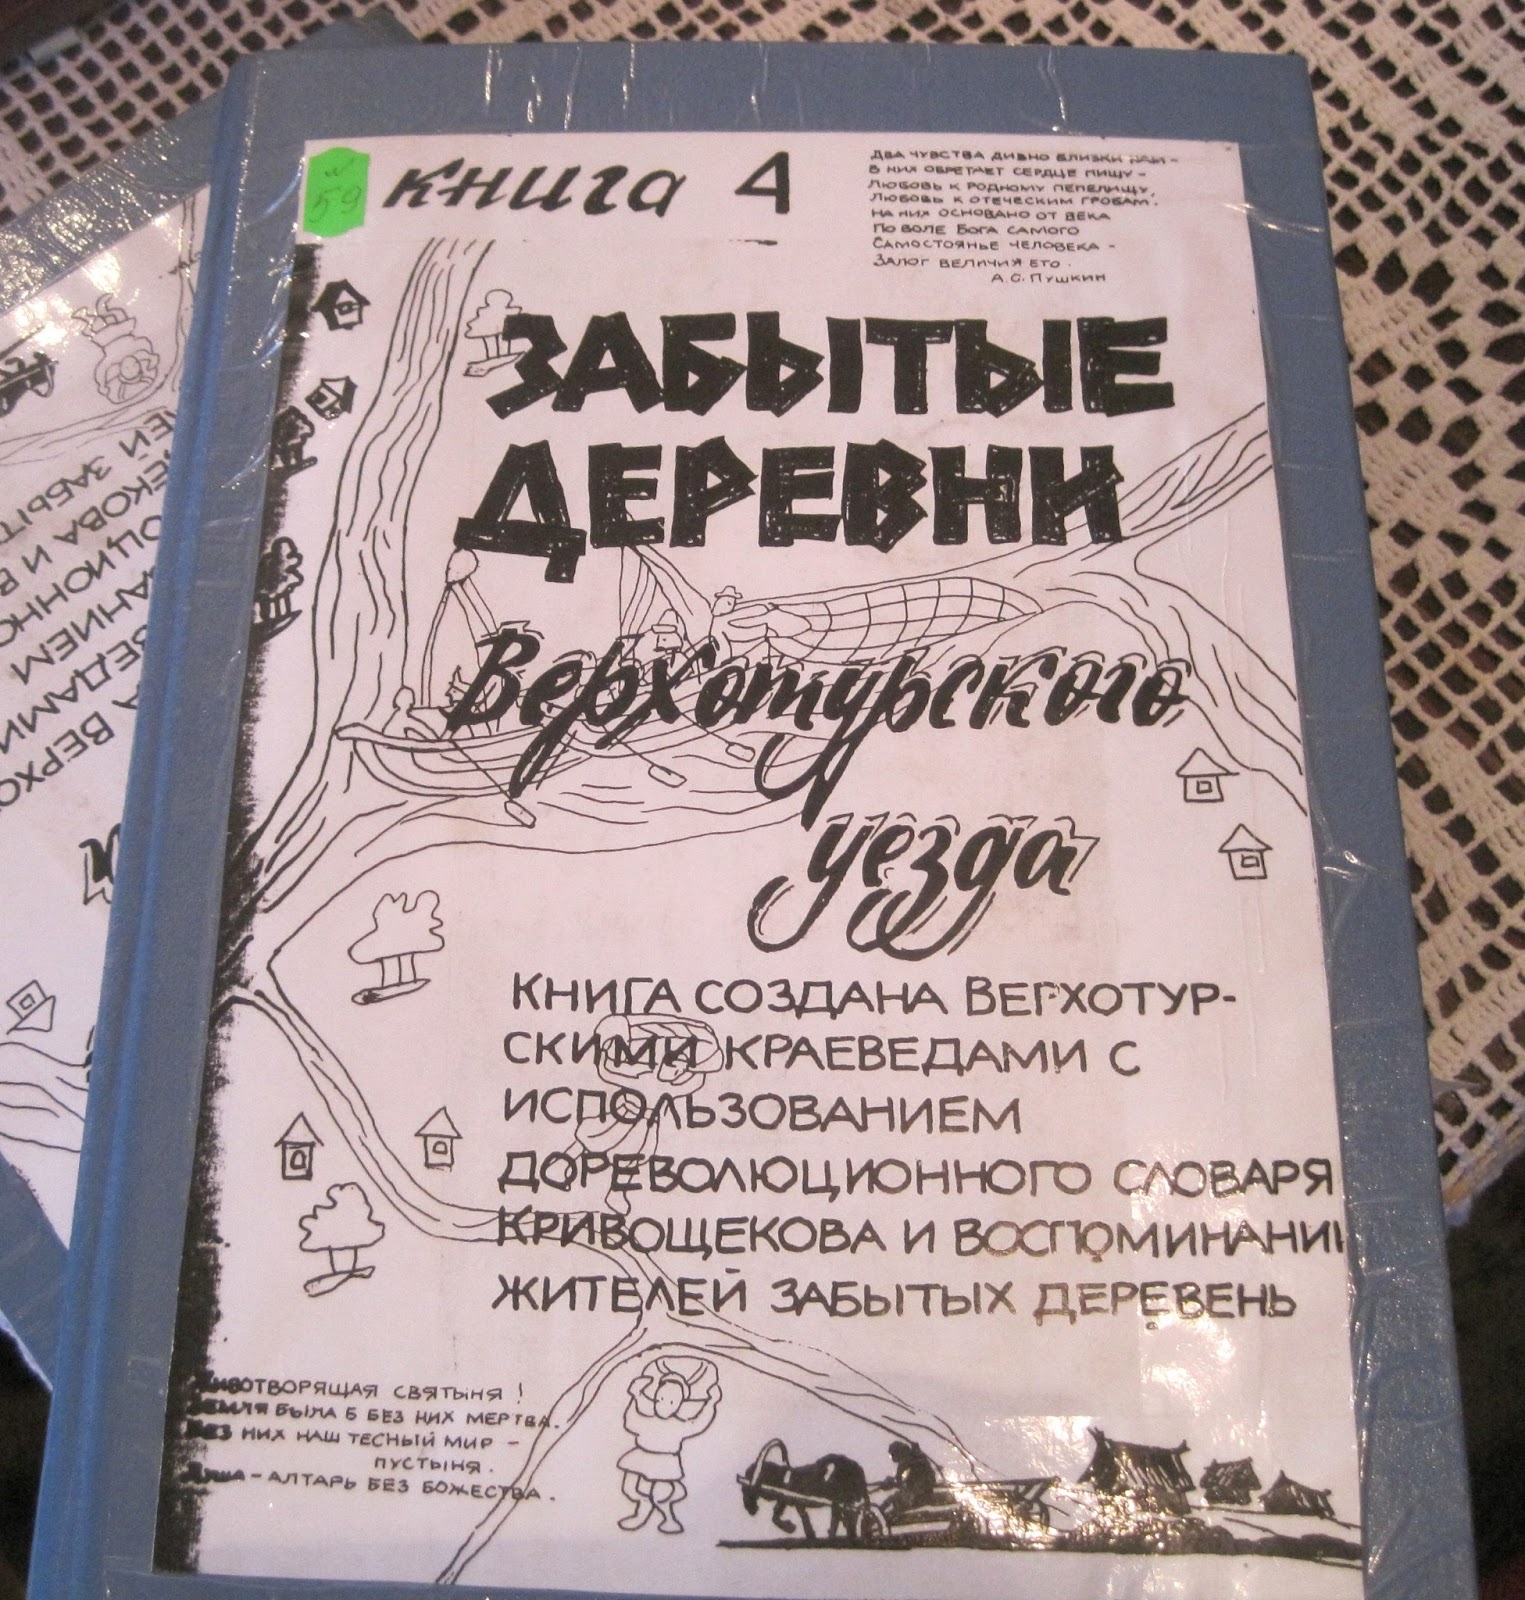 №
59
книга 4
ДВА ЧУВСТВА ДИВНО БЛИЗКИ НАМ –
В НИХ ОБРЕТАЕТ СЕРДЦЕ ПИЩУ –
ЛЮБОВЬ К РОДНОМУ ПЕПЕЛИЩУ,
ЛЮБОВЬ К ОТЕЧЕСКИМ ГРОБАМ.
НА НИХ ОСНОВАНО ОТ ВЕКА
ПО ВОЛЕ БОГА САМОГО
САМОСТОЯНЬЕ ЧЕЛОВЕКА –
ЗАЛОГ ВЕЛИЧИЯ ЕГО.
А.С. ПУШКИН
ЗАБЫТЫЕ
ДЕРЕВНИ
Верхотурского
уезда
КНИГА СОЗДАНА ВЕРХОТУР-
СКИМИ КРАЕВЕДАМИ С
ИСПОЛЬЗОВАНИЕМ
ДОРЕВОЛЮЦИОННОГО СЛОВАРЯ
КРИВОЩЕКОВА И ВОСПОМИНАНИ
ЖИТЕЛЕЙ ЗАБЫТЫХ ДЕРЕВЕНЬ
ЖИВОТВОРЯЩАЯ СВЯТЫНЯ!
ЗЕМЛЯ БЫЛА Б БЕЗ НИХ МЕРТВА.
БЕЗ НИХ НАШ ТЕСНЫЙ МИР –
ПУСТЫНЯ.
ДУША – АЛТАРЬ БЕЗ БОЖЕСТВА.